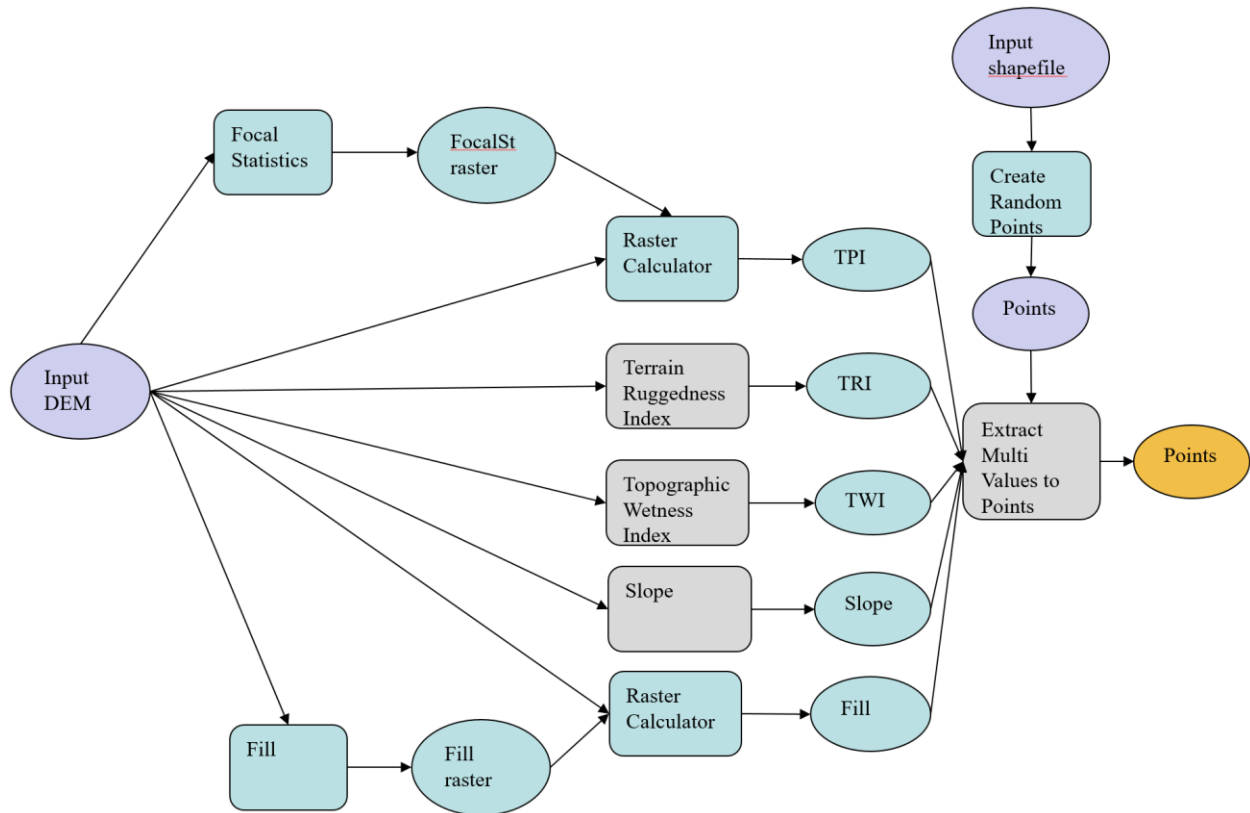 Input
shapefile
Focal
Statistics
FocalSt
raster
Create
Random
Points
Raster
Calculator
TPI
Points
Input
DEM
Terrain
Ruggedness
Index
TRI
Extract
Multi
Values to
Points
Points
Topographic
Wetness
Index
TWI
Slope
Slope
Raster
Calculator
Fill
Fill
Fill
raster